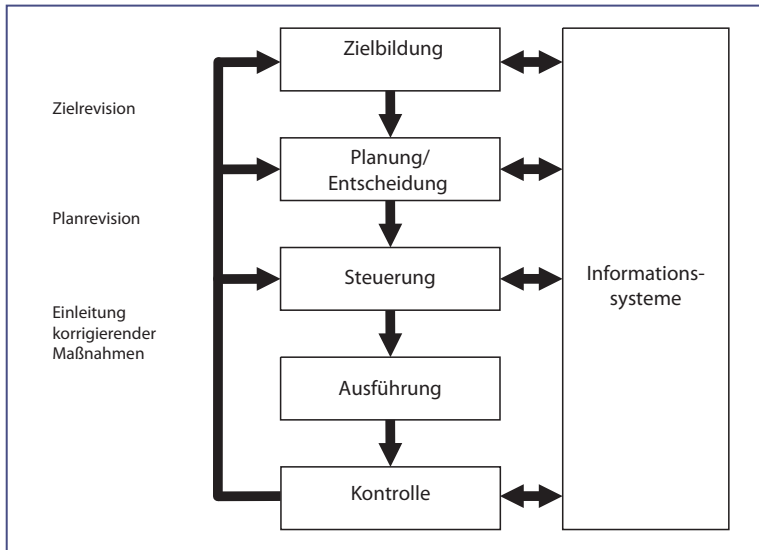 Zielbildung
Zielrevision
Planung/
Entscheidung
Planrevision
Steuerung
Informations-
systeme
Einleitung
korrigierender
Maßnahmen
Ausführung
Kontrolle